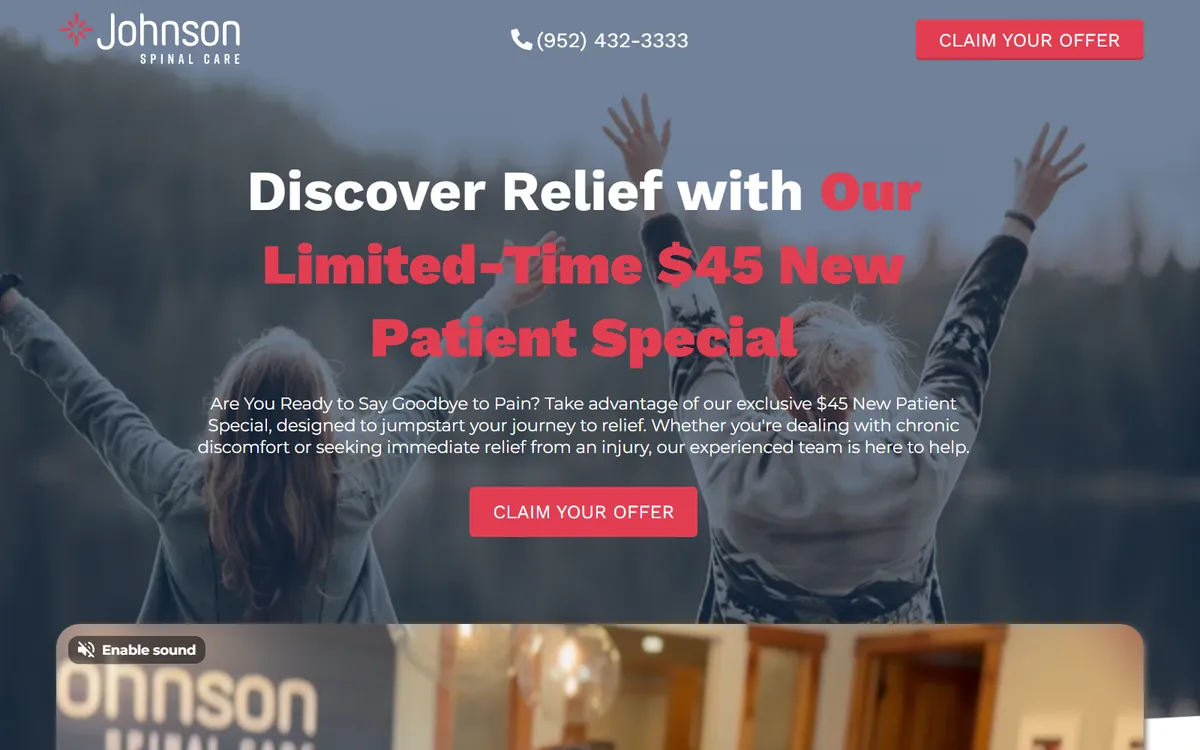 Johnson
SPINAL CARE
(952) 432-3333
CLAIM YOUR OFFER
Discover Relief with Our
Limited-Time $45 New
Patient Special
Are You Ready to Say Goodbye to Pain? Take advantage of our exclusive $45 New Patient
Special, designed to jumpstart your journey to relief. Whether you're dealing with chronic
discomfort or seeking immediate relief from an injury, our experienced team is here to help.
CLAIM YOUR OFFER
Enable sound
ohnson
SPINAL CARE